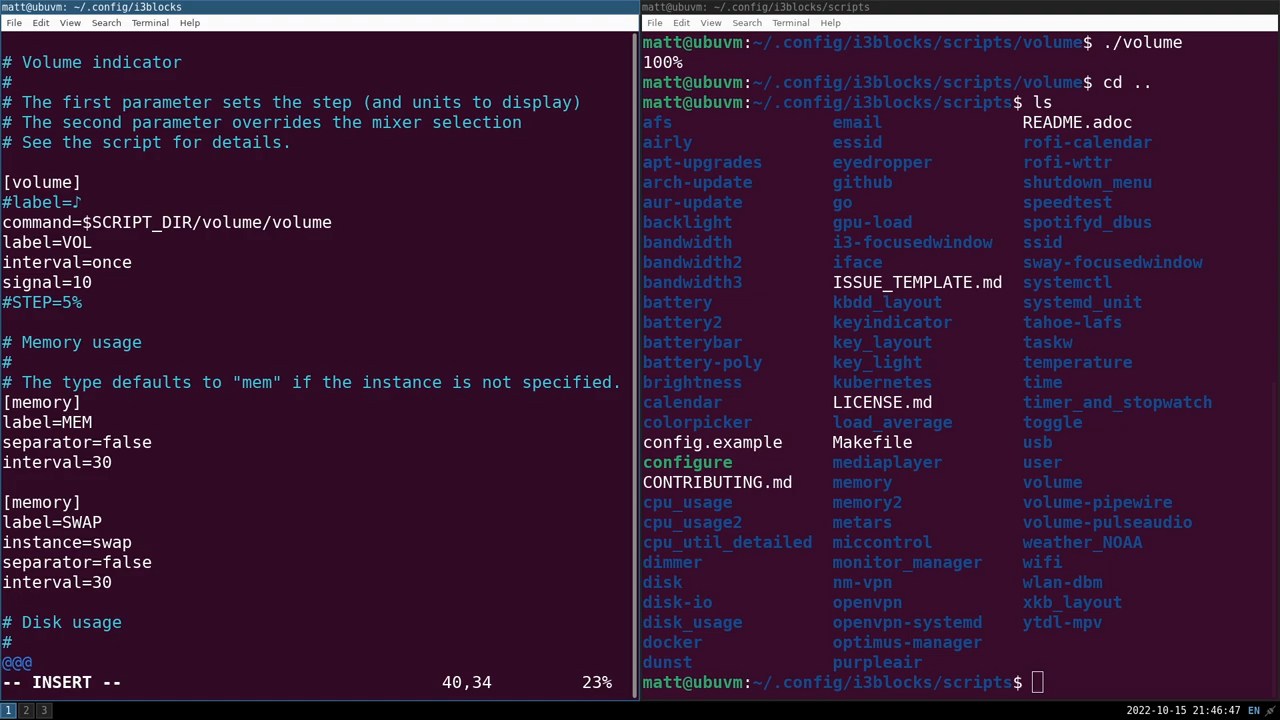 matt@ubuvm: ~/.config/i3blocks
File Edit View Search Terminal Help
# Volume indicator
#
# The first parameter sets the step (and units to display)
# The second parameter overrides the mixer selection
# See the script for details.
[volume]
#label=♪
command=$SCRIPT_DIR/volume/volume
label=VOL
interval=once
signal=10
#STEP=5%
# Memory usage
#
# The type defaults to "mem" if the instance is not specified.
[memory]
label=MEM
separator=false
interval=30
[memory]
label=SWAP
instance=swap
separator=false
interval=30
# Disk usage
#
@@@
-- INSERT -- 40,34 23%
matt@ubuvm: ~/.config/i3blocks/scripts
File Edit View Search Terminal Help
matt@ubuvm:~/.config/i3blocks/scripts/volume$ ./volume
100%
matt@ubuvm:~/.config/i3blocks/scripts/volume$ cd ..
matt@ubuvm:~/.config/i3blocks/scripts$ ls
afs email README.adoc
airly essid rofi-calendar
apt-upgrades eyedropper rofi-wttr
arch-update github shutdown_menu
aur-update go speedtest
backlight gpu-load spotifyd_dbus
bandwidth i3-focusedwindow ssid
bandwidth2 iface sway-focusedwindow
bandwidth3 ISSUE_TEMPLATE.md systemctl
battery kbdd_layout systemd_unit
battery2 keyindicator tahoe-lafs
batterybar key_layout taskw
battery-poly key_light temperature
brightness kubernetes time
calendar LICENSE.md timer_and_stopwatch
colorpicker load_average toggle
config.example Makefile usb
configure mediaplayer user
CONTRIBUTING.md memory volume
cpu_usage memory2 volume-pipewire
cpu_usage2 metars volume-pulseaudio
cpu_util_detailed miccontrol weather_NOAA
dimmer monitor_manager wifi
disk nm-vpn wlan-dbm
disk-io openvpn xkb_layout
disk_usage openvpn-systemd ytdl-mpv
docker optimus-manager
dunst purpleair
matt@ubuvm:~/.config/i3blocks/scripts$
1 2 3 2022-10-15 21:46:47 EN